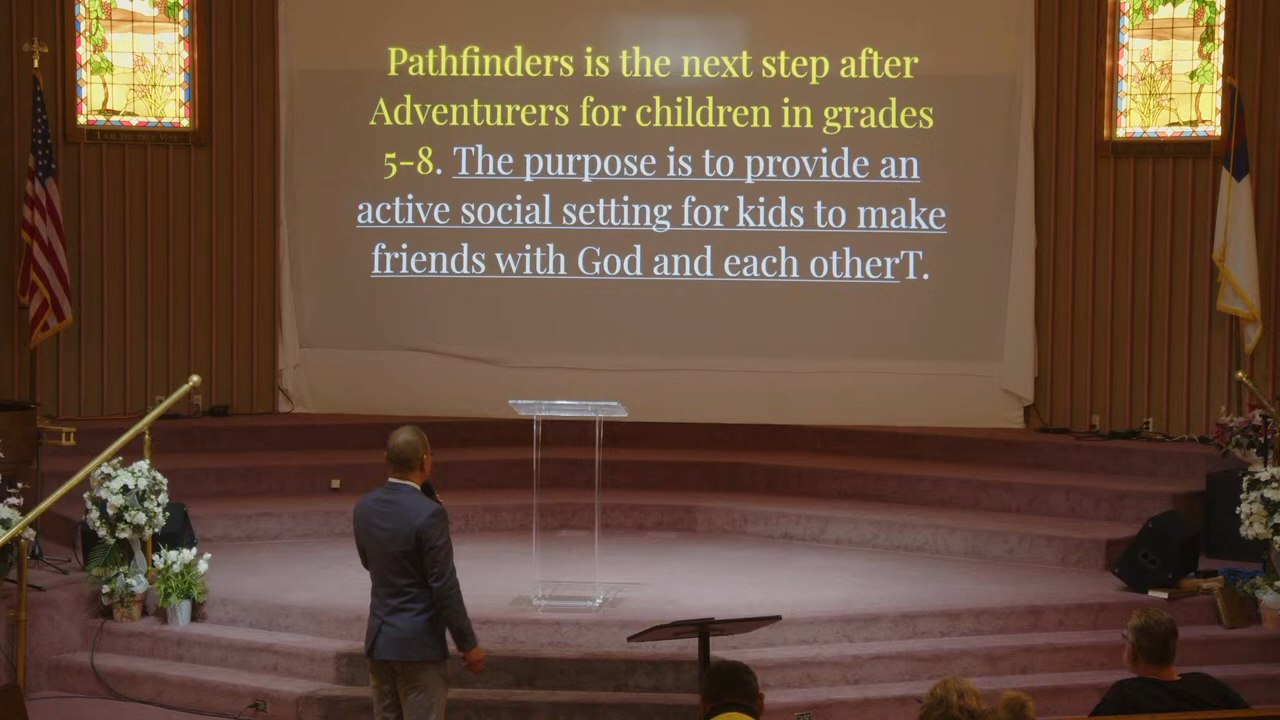 Pathfinders is the next step after
Adventurers for children in grades
5-8. The purpose is to provide an
active social setting for kids to make
friends with God and each otherT.